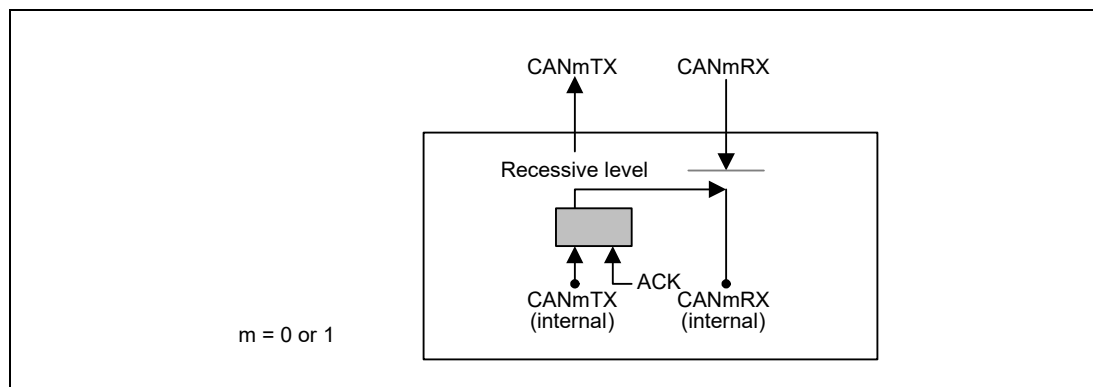 CANmTX
CANmRX
Recessive level
ACK
CANmTX
(internal)
CANmRX
(internal)
m = 0 or 1